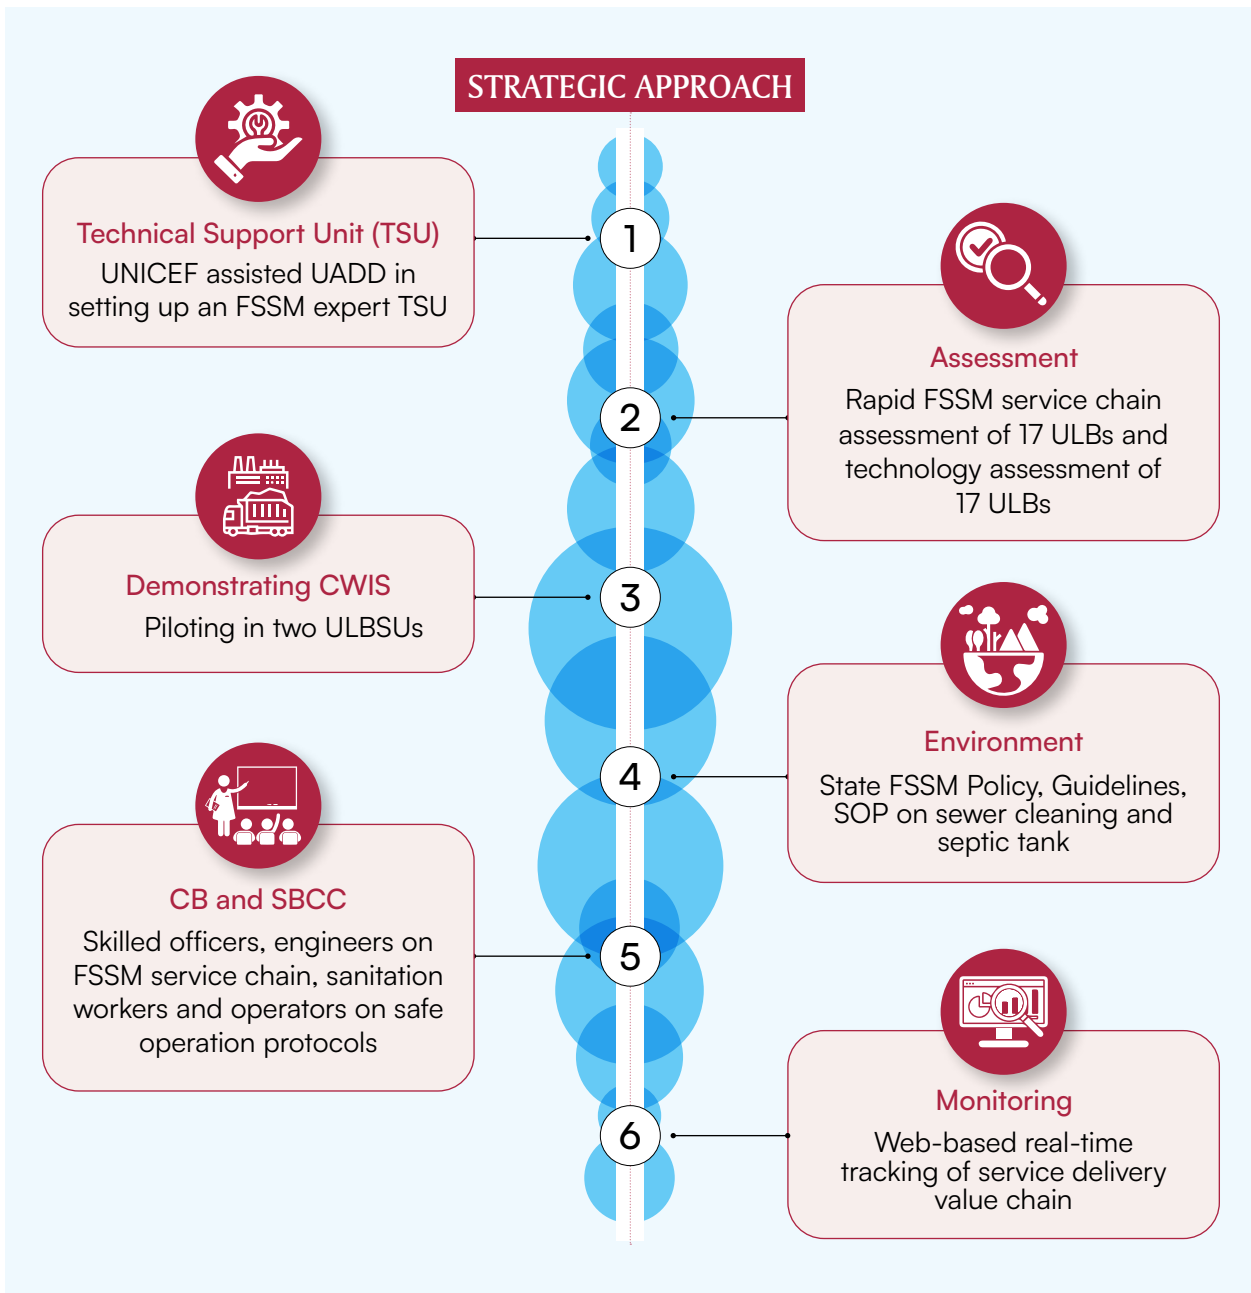 STRATEGIC APPROACH
1
Technical Support Unit (TSU)
UNICEF assisted UADD in
setting up an FSSM expert TSU
2
Assessment
Rapid FSSM service chain
assessment of 17 ULBs and
technology assessment of
17 ULBs
3
Demonstrating CWIS
Piloting in two ULBSUs
4
Environment
State FSSM Policy, Guidelines,
SOP on sewer cleaning and
septic tank
5
CB and SBCC
Skilled officers, engineers on
FSSM service chain, sanitation
workers and operators on safe
operation protocols
6
Monitoring
Web-based real-time
tracking of service delivery
value chain